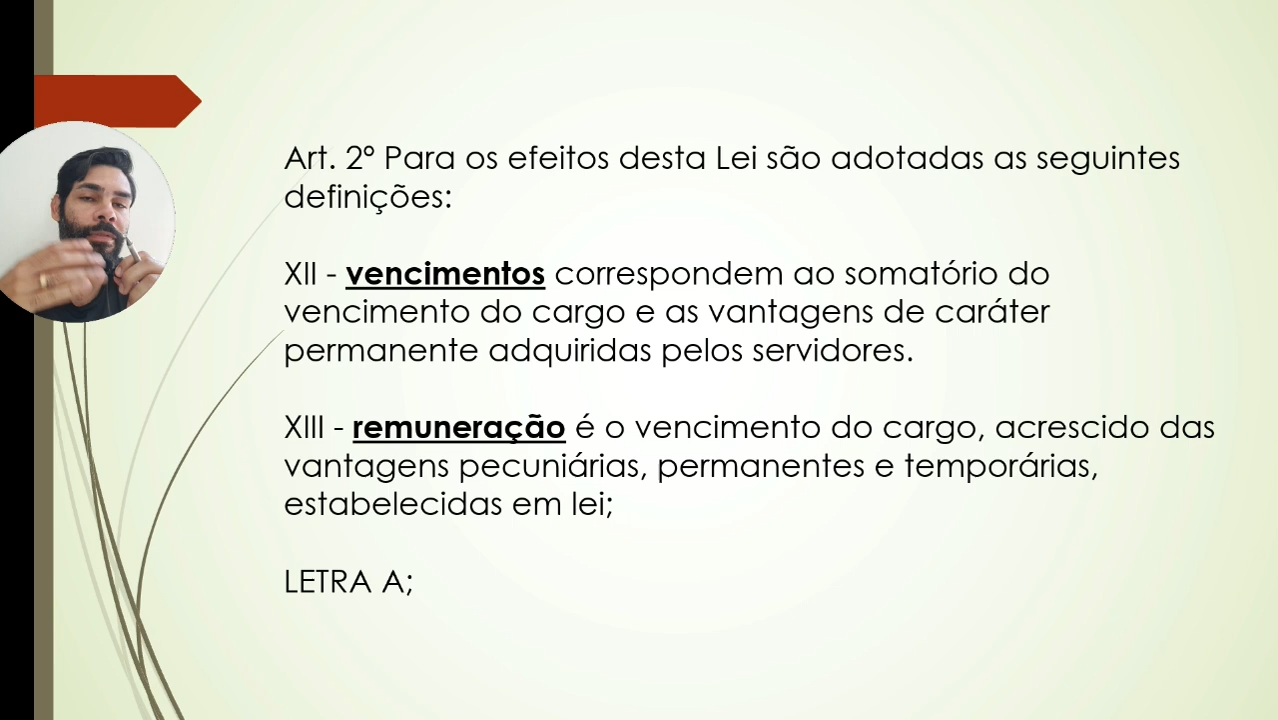 Art. 2º Para os efeitos desta Lei são adotadas as seguintes
definições:
XII - vencimentos correspondem ao somatório do
vencimento do cargo e as vantagens de caráter
permanente adquiridas pelos servidores.
XIII - remuneração é o vencimento do cargo, acrescido das
vantagens pecuniárias, permanentes e temporárias,
estabelecidas em lei;
LETRA A;